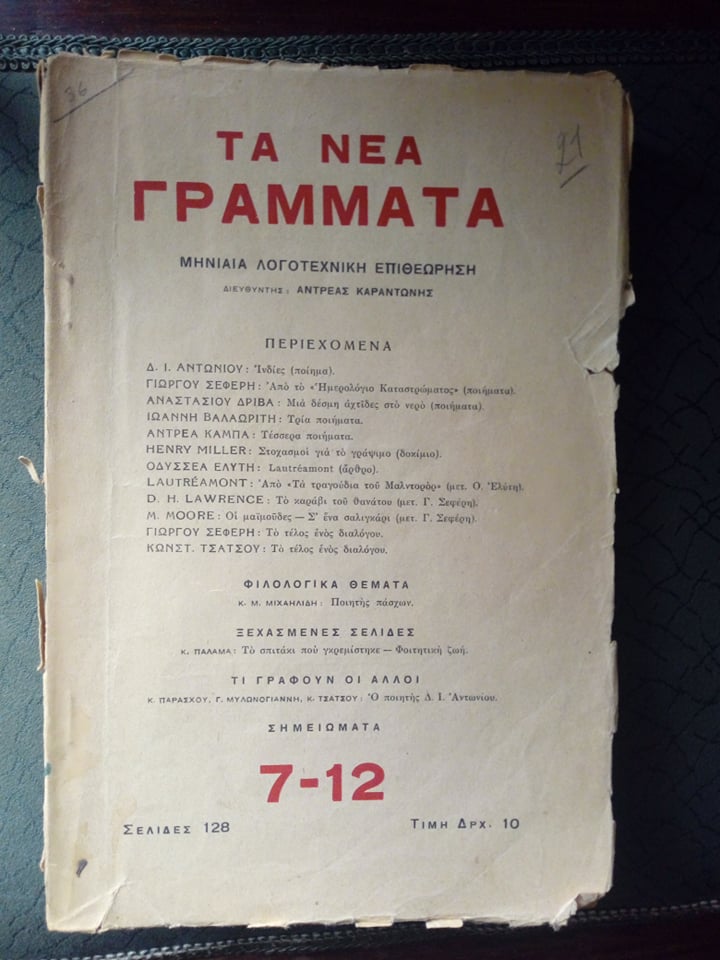 36
21
ΤΑ ΝΕΑ
ΓΡΑΜΜΑΤΑ
ΜΗΝΙΑΙΑ ΛΟΓΟΤΕΧΝΙΚΗ ΕΠΙΘΕΩΡΗΣΗ
ΔΙΕΥΘΥΝΤΗΣ: ΑΝΤΡΕΑΣ ΚΑΡΑΝΤΩΝΗΣ
ΠΕΡΙΕΧΟΜΕΝΑ
Δ. Ι. ΑΝΤΩΝΙΟΥ: Ἰνδίες (ποίημα).
ΓΙΩΡΓΟΥ ΣΕΦΕΡΗ: Ἀπὸ τὸ «Ἡμερολόγιο Καταστρώματος» (ποιήματα).
ΑΝΑΣΤΑΣΙΟΥ ΔΡΙΒΑ: Μιὰ δέσμη ἀχτῖδες στὸ νερό (ποιήματα).
ΙΩΑΝΝΗ ΒΑΛΑΩΡΙΤΗ: Τρία ποιήματα.
ΑΝΤΡΕΑ ΚΑΜΠΑ: Τέσσερα ποιήματα.
HENRY MILLER: Στοχασμοὶ γιὰ τὸ γράψιμο (δοκίμιο).
ΟΔΥΣΣΕΑ ΕΛΥΤΗ: Lautréamont (ἄρθρο).
LAUTRÉAMONT: Ἀπὸ «Τὰ τραγούδια τοῦ Μαλντορόρ» (μετ. Ο. Ἐλύτη).
D. H. LAWRENCE: Τὸ καράβι τοῦ θανάτου (μετ. Γ. Σεφέρη).
M. MOORE: Οἱ μαϊμοῦδες — Σ' ἕνα σαλιγκάρι (μετ. Γ. Σεφέρη).
ΓΙΩΡΓΟΥ ΣΕΦΕΡΗ: Τὸ τέλος ἑνὸς διαλόγου.
ΚΩΝΣΤ. ΤΣΑΤΣΟΥ: Τὸ τέλος ἑνὸς διαλόγου.
ΦΙΛΟΛΟΓΙΚΑ ΘΕΜΑΤΑ
Κ. Μ. ΜΙΧΑΗΛΙΔΗ: Ποιητὴς πάσχων.
ΞΕΧΑΣΜΕΝΕΣ ΣΕΛΙΔΕΣ
Κ. ΠΑΛΑΜΑ: Τὸ σπιτάκι ποὺ γκρεμίστηκε — Φοιτητικὴ ζωή.
ΤΙ ΓΡΑΦΟΥΝ ΟΙ ΑΛΛΟΙ
Κ. ΠΑΡΑΣΧΟΥ, Γ. ΜΥΛΩΝΟΓΙΑΝΝΗ, Κ. ΤΣΑΤΣΟΥ: Ὁ ποιητὴς Δ. Ι. Ἀντωνίου.
ΣΗΜΕΙΩΜΑΤΑ
7-12
ΣΕΛΙΔΕΣ 128 ΤΙΜΗ ΔΡΧ. 10